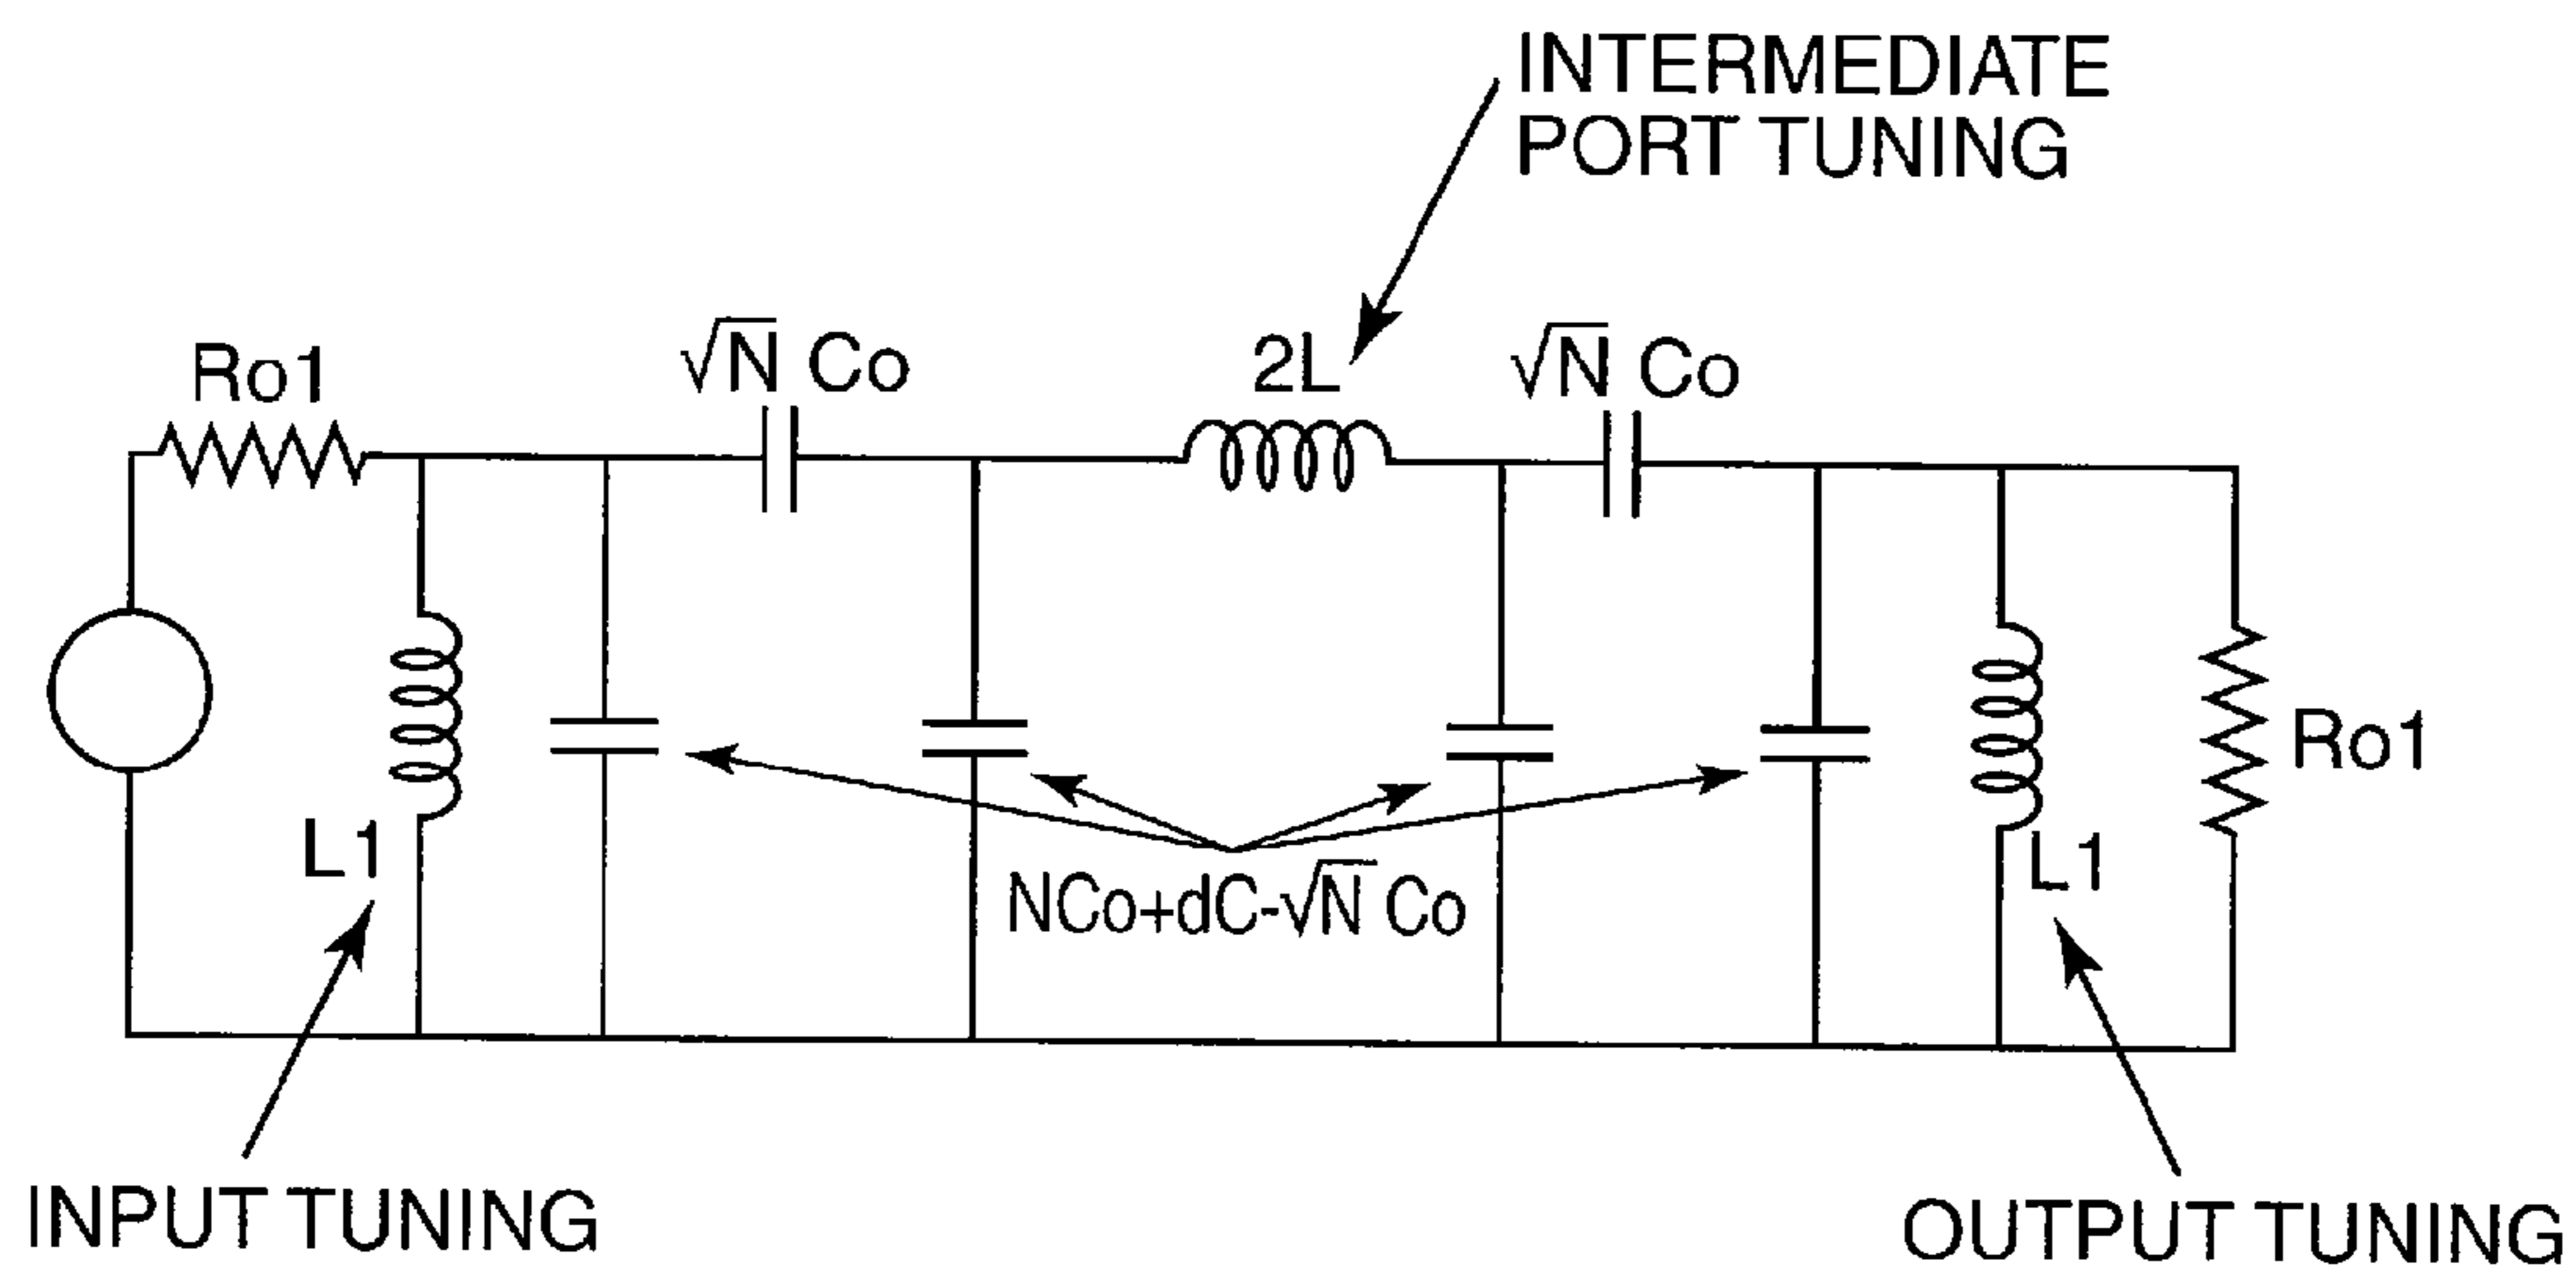 INTERMEDIATE
PORT TUNING
Ro1
√N Co
2L
√N Co
Ro1
L1
L1
NCo+dC-√N Co
INPUT TUNING
OUTPUT TUNING